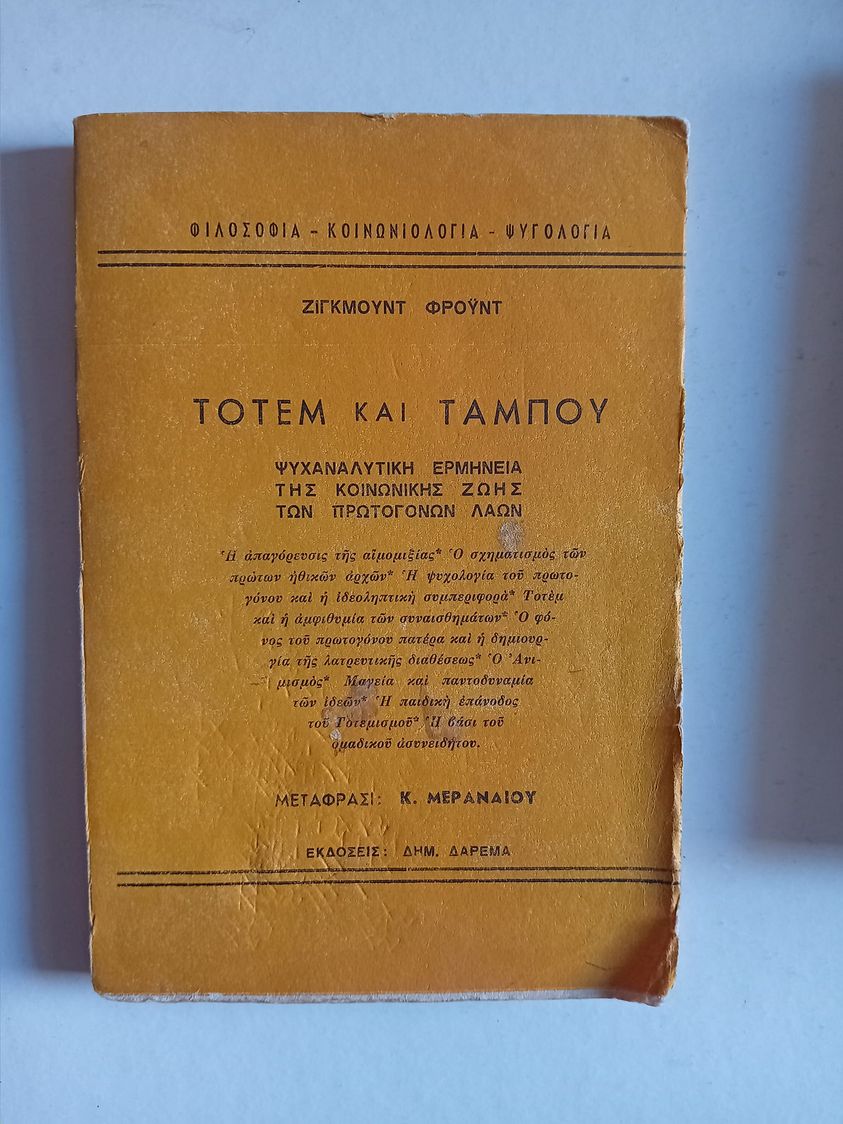 ΦΙΛΟΣΟΦΙΑ - ΚΟΙΝΩΝΙΟΛΟΓΙΑ - ΨΥΓΟΛΟΓΙΑ
ΖίΓΚΜΟΥΝΤ ΦΡΟΫΝΤ
ΤΟΤΕΜ ΚΑΙ ΤΑΜΠΟΥ
ΨΥΧΑΝΑΛΥΤΙΚΗ ΕΡΜΗΝΕΙΑ
ΤΗΣ ΚΟΙΝΩΝΙΚΗΣ ΖΩΗΣ
ΤΩΝ ΠΡΩΤΟΓΟΝΩΝ ΛΑΩΝ
Ἡ ἀπαγόρευσις τῆς αἱμομιξίας* Ὁ σχηματισμὸς τῶν
πρώτων ἠθικῶν ἀρχῶν* Ἡ ψυχολογία τοῦ πρωτο-
γόνου καὶ ἡ ἰδεοληπτικὴ συμπεριφορὰ* Τοτὲμ
καὶ ἡ ἀμφιθυμία τῶν συναισθημάτων* Ὁ φό-
νος τοῦ πρωτογόνου πατέρα καὶ ἡ δημιουρ-
γία τῆς λατρευτικῆς διαθέσεως* Ὁ Ἀνι-
μισμὸς* Μαγεία καὶ παντοδυναμία
τῶν ἰδεῶν* Ἡ παιδικὴ ἐπάνοδος
τοῦ Τοτεμισμοῦ* Ἡ βάσι τοῦ
ὁμαδικοῦ ἀσυνειδήτου.
ΜΕΤΑΦΡΑΣΙ: Κ. ΜΕΡΑΝΑΙΟΥ
ΕΚΔΟΣΕΙΣ: ΔΗΜ. ΔΑΡΕΜΑ